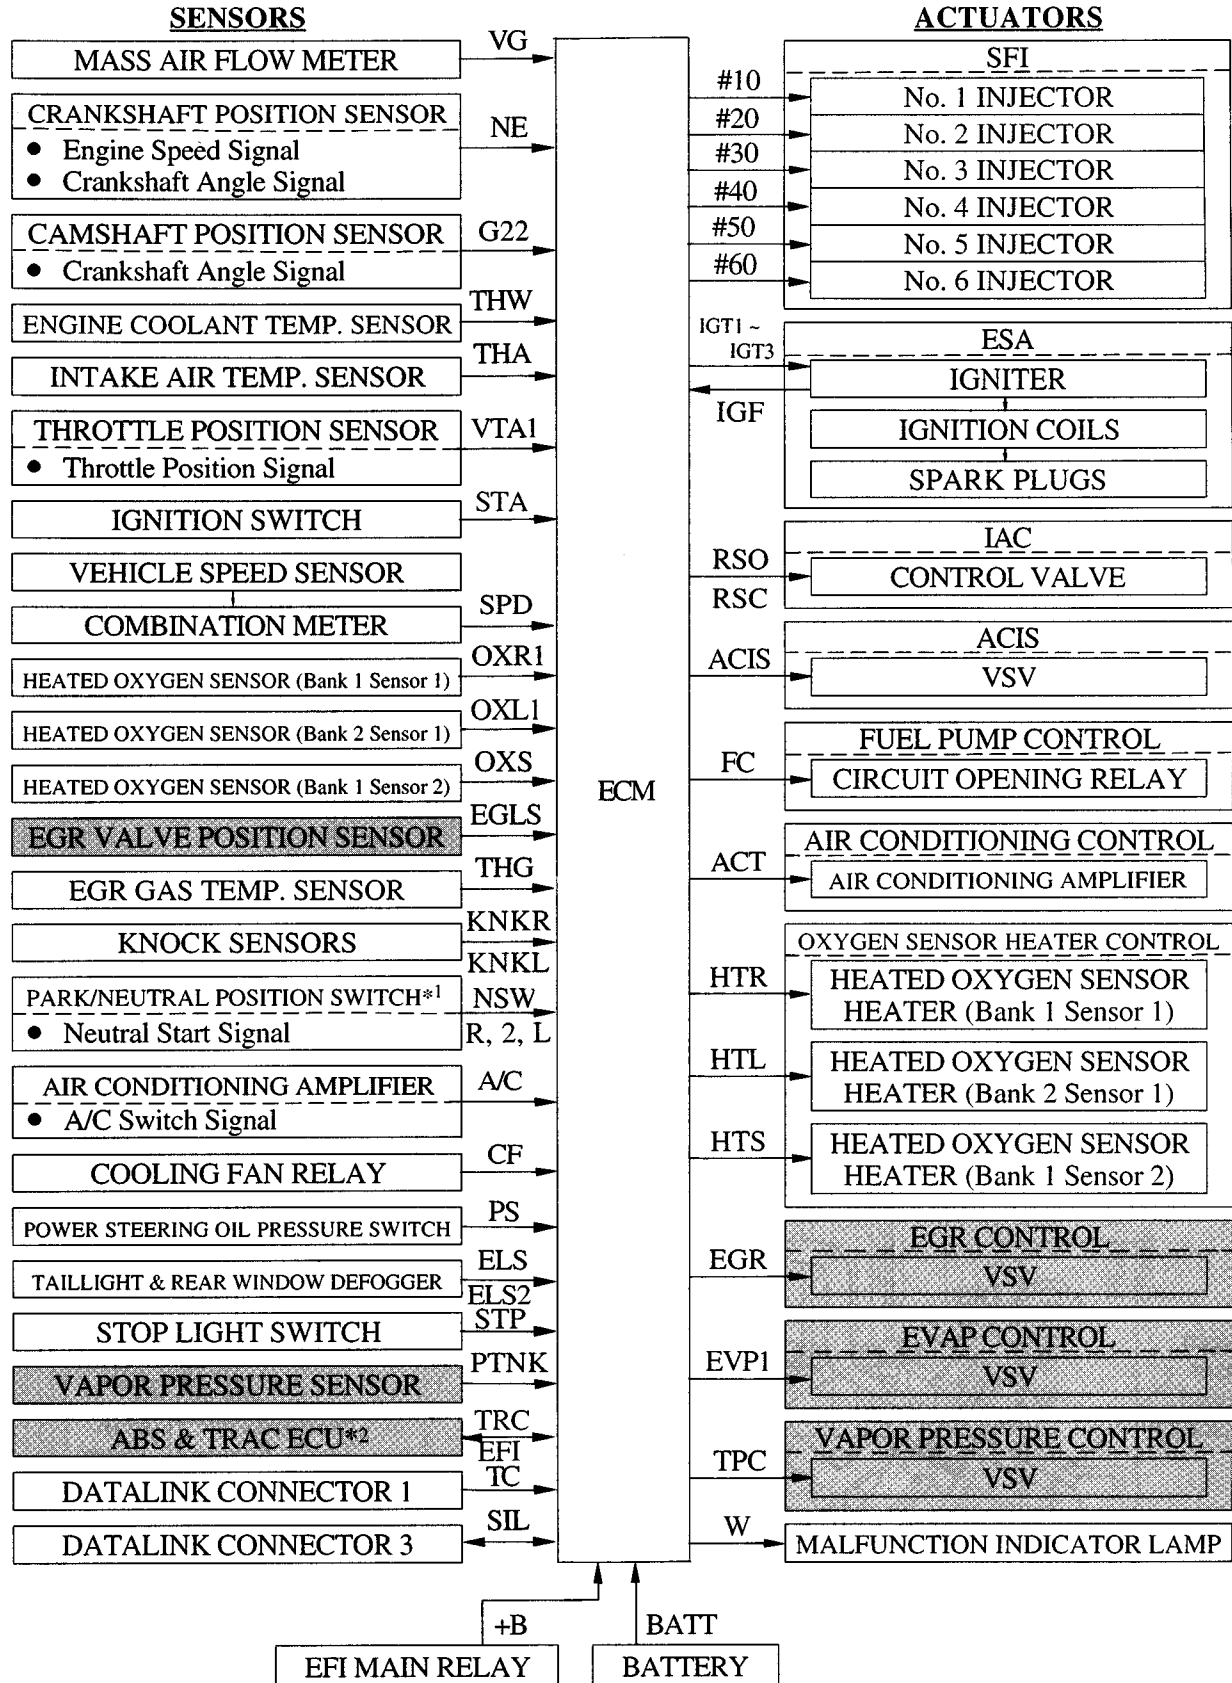 SENSORS
MASS AIR FLOW METER
VG
CRANKSHAFT POSITION SENSOR
• Engine Speed Signal
• Crankshaft Angle Signal
NE
CAMSHAFT POSITION SENSOR
• Crankshaft Angle Signal
G22
ENGINE COOLANT TEMP. SENSOR
THW
INTAKE AIR TEMP. SENSOR
THA
THROTTLE POSITION SENSOR
• Throttle Position Signal
VTA1
IGNITION SWITCH
STA
VEHICLE SPEED SENSOR
COMBINATION METER
SPD
HEATED OXYGEN SENSOR (Bank 1 Sensor 1)
OXR1
HEATED OXYGEN SENSOR (Bank 2 Sensor 1)
OXL1
HEATED OXYGEN SENSOR (Bank 1 Sensor 2)
OXS
EGR VALVE POSITION SENSOR
EGLS
EGR GAS TEMP. SENSOR
THG
KNOCK SENSORS
KNKR
KNKL
PARK/NEUTRAL POSITION SWITCH*1
• Neutral Start Signal
NSW
R, 2, L
AIR CONDITIONING AMPLIFIER
• A/C Switch Signal
A/C
COOLING FAN RELAY
CF
POWER STEERING OIL PRESSURE SWITCH
PS
TAILLIGHT & REAR WINDOW DEFOGGER
ELS
ELS2
STOP LIGHT SWITCH
STP
VAPOR PRESSURE SENSOR
PTNK
ABS & TRAC ECU*2
TRC
EFI
DATALINK CONNECTOR 1
TC
DATALINK CONNECTOR 3
SIL
ECM
+B
EFI MAIN RELAY
BATT
BATTERY
ACTUATORS
SFI
#10
No. 1 INJECTOR
#20
No. 2 INJECTOR
#30
No. 3 INJECTOR
#40
No. 4 INJECTOR
#50
No. 5 INJECTOR
#60
No. 6 INJECTOR
IGT1 ~
IGT3
IGF
ESA
IGNITER
IGNITION COILS
SPARK PLUGS
IAC
RSO
RSC
CONTROL VALVE
ACIS
ACIS
VSV
FUEL PUMP CONTROL
FC
CIRCUIT OPENING RELAY
AIR CONDITIONING CONTROL
ACT
AIR CONDITIONING AMPLIFIER
OXYGEN SENSOR HEATER CONTROL
HTR
HEATED OXYGEN SENSOR
HEATER (Bank 1 Sensor 1)
HTL
HEATED OXYGEN SENSOR
HEATER (Bank 2 Sensor 1)
HTS
HEATED OXYGEN SENSOR
HEATER (Bank 1 Sensor 2)
EGR CONTROL
EGR
VSV
EVAP CONTROL
EVP1
VSV
VAPOR PRESSURE CONTROL
TPC
VSV
W
MALFUNCTION INDICATOR LAMP